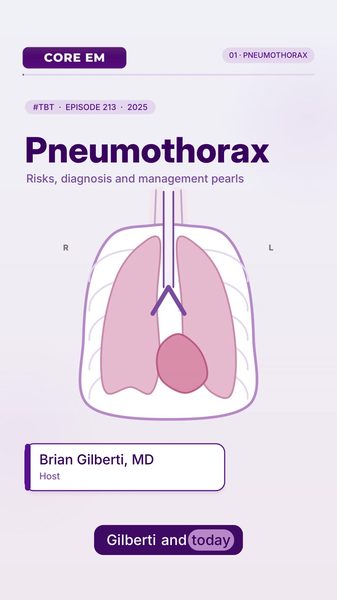 CORE EM
01 · PNEUMOTHORAX
#TBT · EPISODE 213 · 2025
Pneumothorax
Risks, diagnosis and management pearls
R
L
Brian Gilberti, MD
Host
Gilberti and today